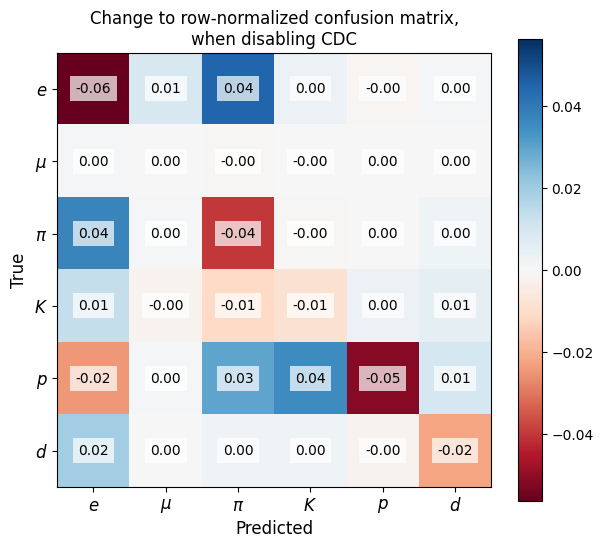 Change to row-normalized confusion matrix,
when disabling CDC
e -0.06 0.01 0.04 0.00 -0.00 0.00
μ 0.00 0.00 -0.00 -0.00 0.00 0.00
π 0.04 0.00 -0.04 -0.00 0.00 0.00
K 0.01 -0.00 -0.01 -0.01 0.00 0.01
p -0.02 0.00 0.03 0.04 -0.05 0.01
d 0.02 0.00 0.00 0.00 -0.00 -0.02
e μ π K p d
Predicted
True
0.04
0.02
0.00
−0.02
−0.04